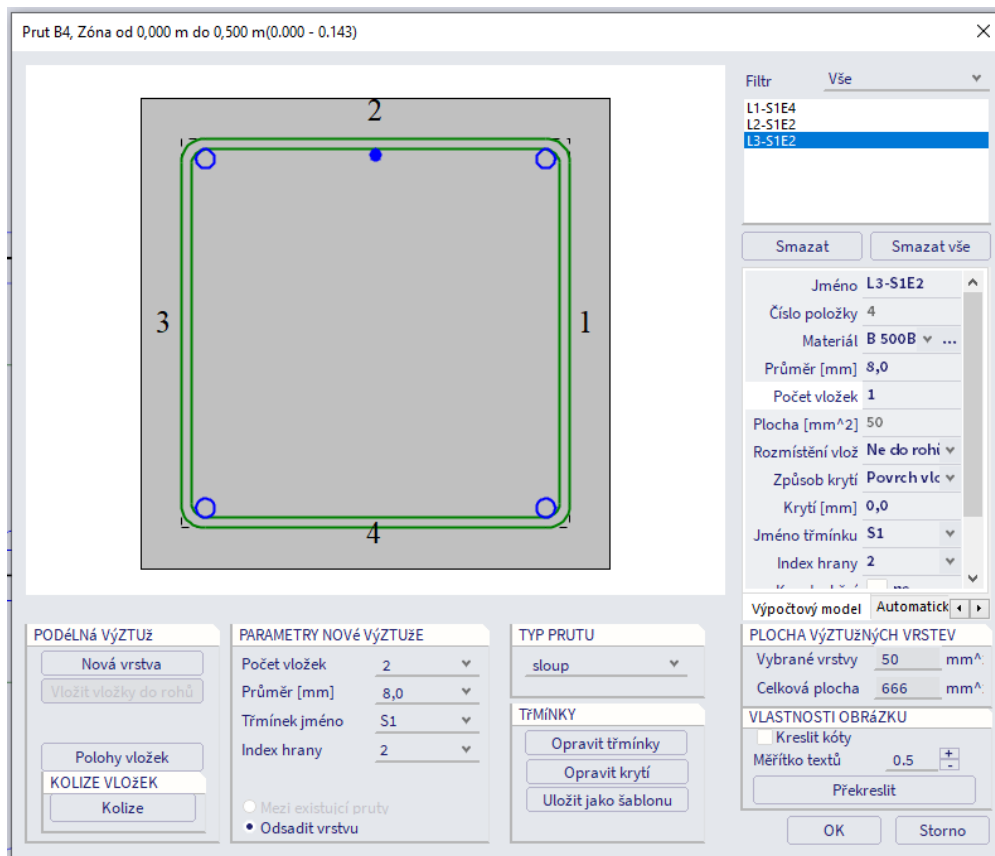 Prut B4, Zóna od 0,000 m do 0,500 m(0.000 - 0.143)
2
3
1
4
Filtr Vše
L1-S1E4
L2-S1E2
L3-S1E2
Smazat Smazat vše
Jméno L3-S1E2
Číslo položky 4
Materiál B 500B ...
Průměr [mm] 8,0
Počet vložek 1
Plocha [mm^2] 50
Rozmístění vlož Ne do rohů
Způsob krytí Povrch vlo
Krytí [mm] 0,0
Jméno třmínku S1
Index hrany 2
Výpočtový model Automatick
PODéLNá VýZTUž
Nová vrstva
Vložit vložky do rohů
Polohy vložek
KOLIZE VLOžEK
Kolize
PARAMETRY NOVé VýZTUžE
Počet vložek 2
Průměr [mm] 8,0
Třmínek jméno S1
Index hrany 2
Mezi existující pruty
Odsadit vrstvu
TYP PRUTU
sloup
TřMíNKY
Opravit třmínky
Opravit krytí
Uložit jako šablonu
PLOCHA VýZTUžNýCH VRSTEV
Vybrané vrstvy 50 mm^
Celková plocha 666 mm^
VLASTNOSTI OBRáZKU
Kreslit kóty
Měřítko textů 0.5 + -
Překreslit
OK Storno